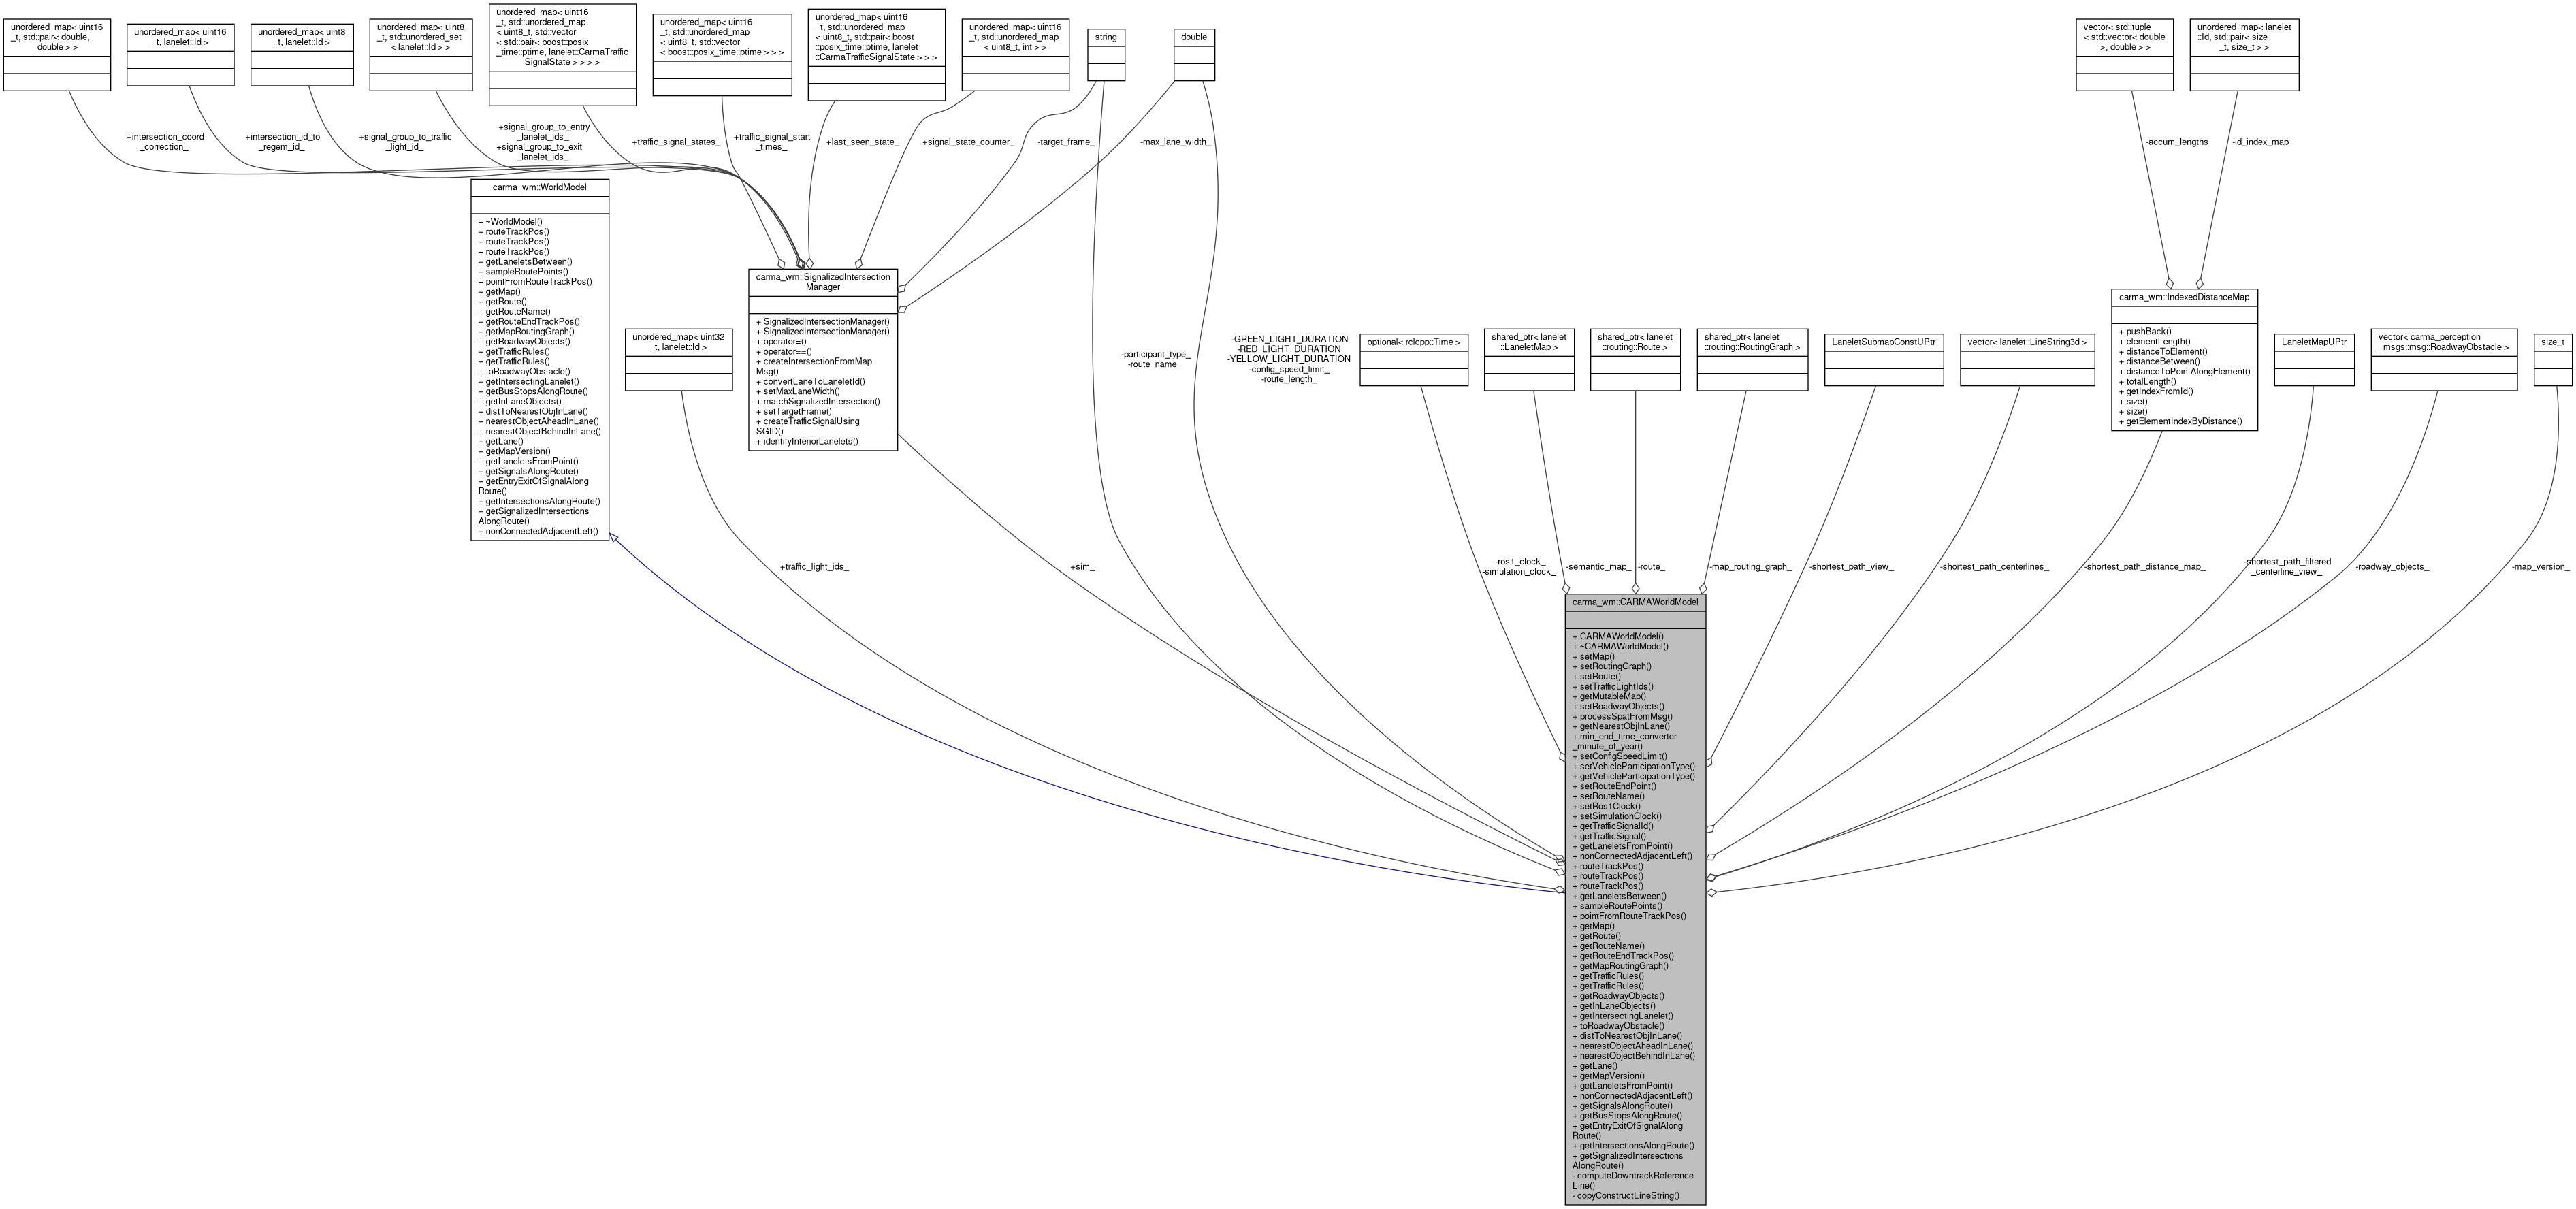 unordered_map< uint16
_t, std::pair< double,
double > >
unordered_map< uint16
_t, lanelet::Id >
unordered_map< uint8
_t, lanelet::Id >
unordered_map< uint8
_t, std::unordered_set
< lanelet::Id > >
unordered_map< uint16
_t, std::unordered_map
< uint8_t, std::vector
< std::pair< boost::posix
_time::ptime, lanelet::CarmaTraffic
SignalState > > > >
unordered_map< uint16
_t, std::unordered_map
< uint8_t, std::vector
< boost::posix_time::ptime > > >
unordered_map< uint16
_t, std::unordered_map
< uint8_t, std::pair< boost
::posix_time::ptime, lanelet
::CarmaTrafficSignalState > > >
unordered_map< uint16
_t, std::unordered_map
< uint8_t, int > >
string
double
vector< std::tuple
< std::vector< double
>, double > >
unordered_map< lanelet
::Id, std::pair< size
_t, size_t > >
+intersection_coord
_correction_
+intersection_id_to
_regem_id_
+signal_group_to_traffic
_light_id_
+signal_group_to_entry
_lanelet_ids_
+signal_group_to_exit
_lanelet_ids_
+traffic_signal_states_
+traffic_signal_start
_times_
+last_seen_state_
+signal_state_counter_
-target_frame_
-max_lane_width_
-accum_lengths
-id_index_map
carma_wm::WorldModel
+ ~WorldModel()
+ routeTrackPos()
+ routeTrackPos()
+ routeTrackPos()
+ getLaneletsBetween()
+ sampleRoutePoints()
+ pointFromRouteTrackPos()
+ getMap()
+ getRoute()
+ getRouteName()
+ getRouteEndTrackPos()
+ getMapRoutingGraph()
+ getRoadwayObjects()
+ getTrafficRules()
+ getTrafficRules()
+ toRoadwayObstacle()
+ getIntersectingLanelet()
+ getBusStopsAlongRoute()
+ getInLaneObjects()
+ distToNearestObjInLane()
+ nearestObjectAheadInLane()
+ nearestObjectBehindInLane()
+ getLane()
+ getMapVersion()
+ getLaneletsFromPoint()
+ getSignalsAlongRoute()
+ getEntryExitOfSignalAlong
Route()
+ getIntersectionsAlongRoute()
+ getSignalizedIntersections
AlongRoute()
+ nonConnectedAdjacentLeft()
unordered_map< uint32
_t, lanelet::Id >
carma_wm::SignalizedIntersection
Manager
+ SignalizedIntersectionManager()
+ SignalizedIntersectionManager()
+ operator=()
+ operator==()
+ createIntersectionFromMap
Msg()
+ convertLaneToLaneletId()
+ setMaxLaneWidth()
+ matchSignalizedIntersection()
+ setTargetFrame()
+ createTrafficSignalUsing
SGID()
+ identifyInteriorLanelets()
-participant_type_
-route_name_
-GREEN_LIGHT_DURATION
-RED_LIGHT_DURATION
-YELLOW_LIGHT_DURATION
-config_speed_limit_
-route_length_
optional< rclcpp::Time >
shared_ptr< lanelet
::LaneletMap >
shared_ptr< lanelet
::routing::Route >
shared_ptr< lanelet
::routing::RoutingGraph >
LaneletSubmapConstUPtr
vector< lanelet::LineString3d >
carma_wm::IndexedDistanceMap
+ pushBack()
+ elementLength()
+ distanceToElement()
+ distanceBetween()
+ distanceToPointAlongElement()
+ totalLength()
+ getIndexFromId()
+ size()
+ size()
+ getElementIndexByDistance()
LaneletMapUPtr
vector< carma_perception
_msgs::msg::RoadwayObstacle >
size_t
+traffic_light_ids_
+sim_
-ros1_clock_
-simulation_clock_
-semantic_map_
-route_
-map_routing_graph_
-shortest_path_view_
-shortest_path_centerlines_
-shortest_path_distance_map_
-shortest_path_filtered
_centerline_view_
-roadway_objects_
-map_version_
carma_wm::CARMAWorldModel
+ CARMAWorldModel()
+ ~CARMAWorldModel()
+ setMap()
+ setRoutingGraph()
+ setRoute()
+ setTrafficLightIds()
+ getMutableMap()
+ setRoadwayObjects()
+ processSpatFromMsg()
+ getNearestObjInLane()
+ min_end_time_converter
_minute_of_year()
+ setConfigSpeedLimit()
+ setVehicleParticipationType()
+ getVehicleParticipationType()
+ setRouteEndPoint()
+ setRouteName()
+ setRos1Clock()
+ setSimulationClock()
+ getTrafficSignalId()
+ getTrafficSignal()
+ getLaneletsFromPoint()
+ nonConnectedAdjacentLeft()
+ routeTrackPos()
+ routeTrackPos()
+ routeTrackPos()
+ getLaneletsBetween()
+ sampleRoutePoints()
+ pointFromRouteTrackPos()
+ getMap()
+ getRoute()
+ getRouteName()
+ getRouteEndTrackPos()
+ getMapRoutingGraph()
+ getTrafficRules()
+ getTrafficRules()
+ getRoadwayObjects()
+ getInLaneObjects()
+ getIntersectingLanelet()
+ toRoadwayObstacle()
+ distToNearestObjInLane()
+ nearestObjectAheadInLane()
+ nearestObjectBehindInLane()
+ getLane()
+ getMapVersion()
+ getLaneletsFromPoint()
+ nonConnectedAdjacentLeft()
+ getSignalsAlongRoute()
+ getBusStopsAlongRoute()
+ getEntryExitOfSignalAlong
Route()
+ getIntersectionsAlongRoute()
+ getSignalizedIntersections
AlongRoute()
- computeDowntrackReference
Line()
- copyConstructLineString()